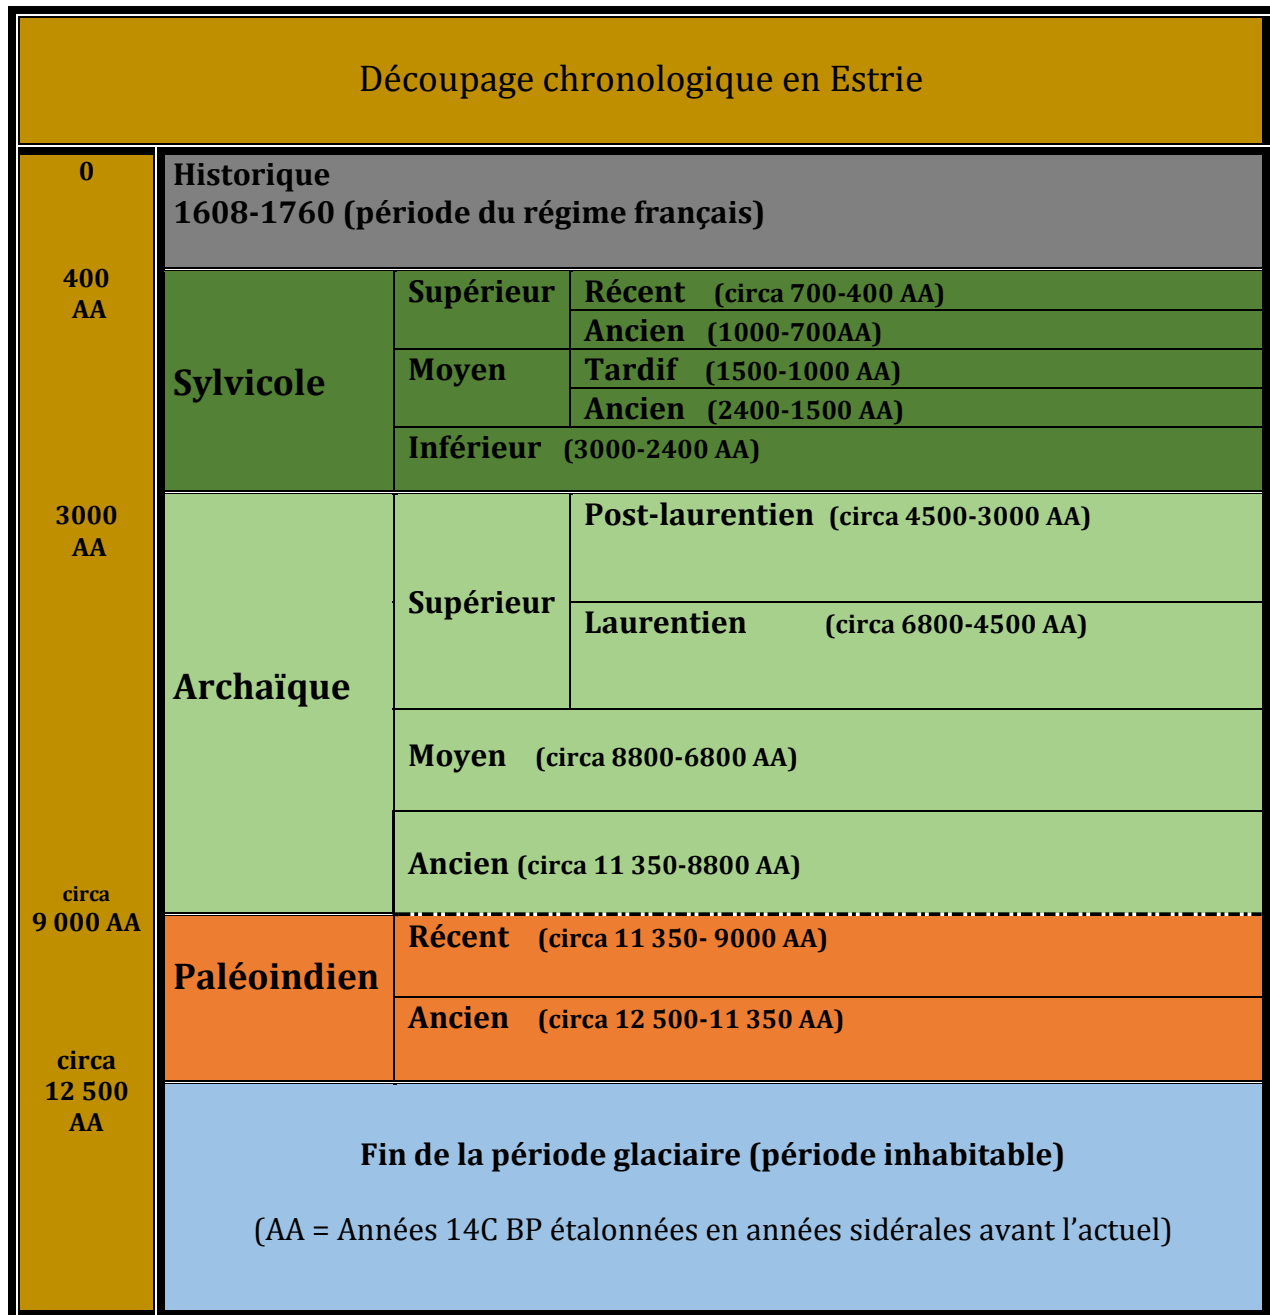 Découpage chronologique en Estrie
0
Historique
1608-1760 (période du régime français)
400
AA
Sylvicole
Supérieur
Récent (circa 700-400 AA)
Ancien (1000-700AA)
Moyen
Tardif (1500-1000 AA)
Ancien (2400-1500 AA)
Inférieur (3000-2400 AA)
3000
AA
Archaïque
Supérieur
Post-laurentien (circa 4500-3000 AA)
Laurentien (circa 6800-4500 AA)
Moyen (circa 8800-6800 AA)
Ancien (circa 11 350-8800 AA)
circa
9 000 AA
Paléoindien
Récent (circa 11 350- 9000 AA)
Ancien (circa 12 500-11 350 AA)
circa
12 500
AA
Fin de la période glaciaire (période inhabitable)
(AA = Années 14C BP étalonnées en années sidérales avant l’actuel)